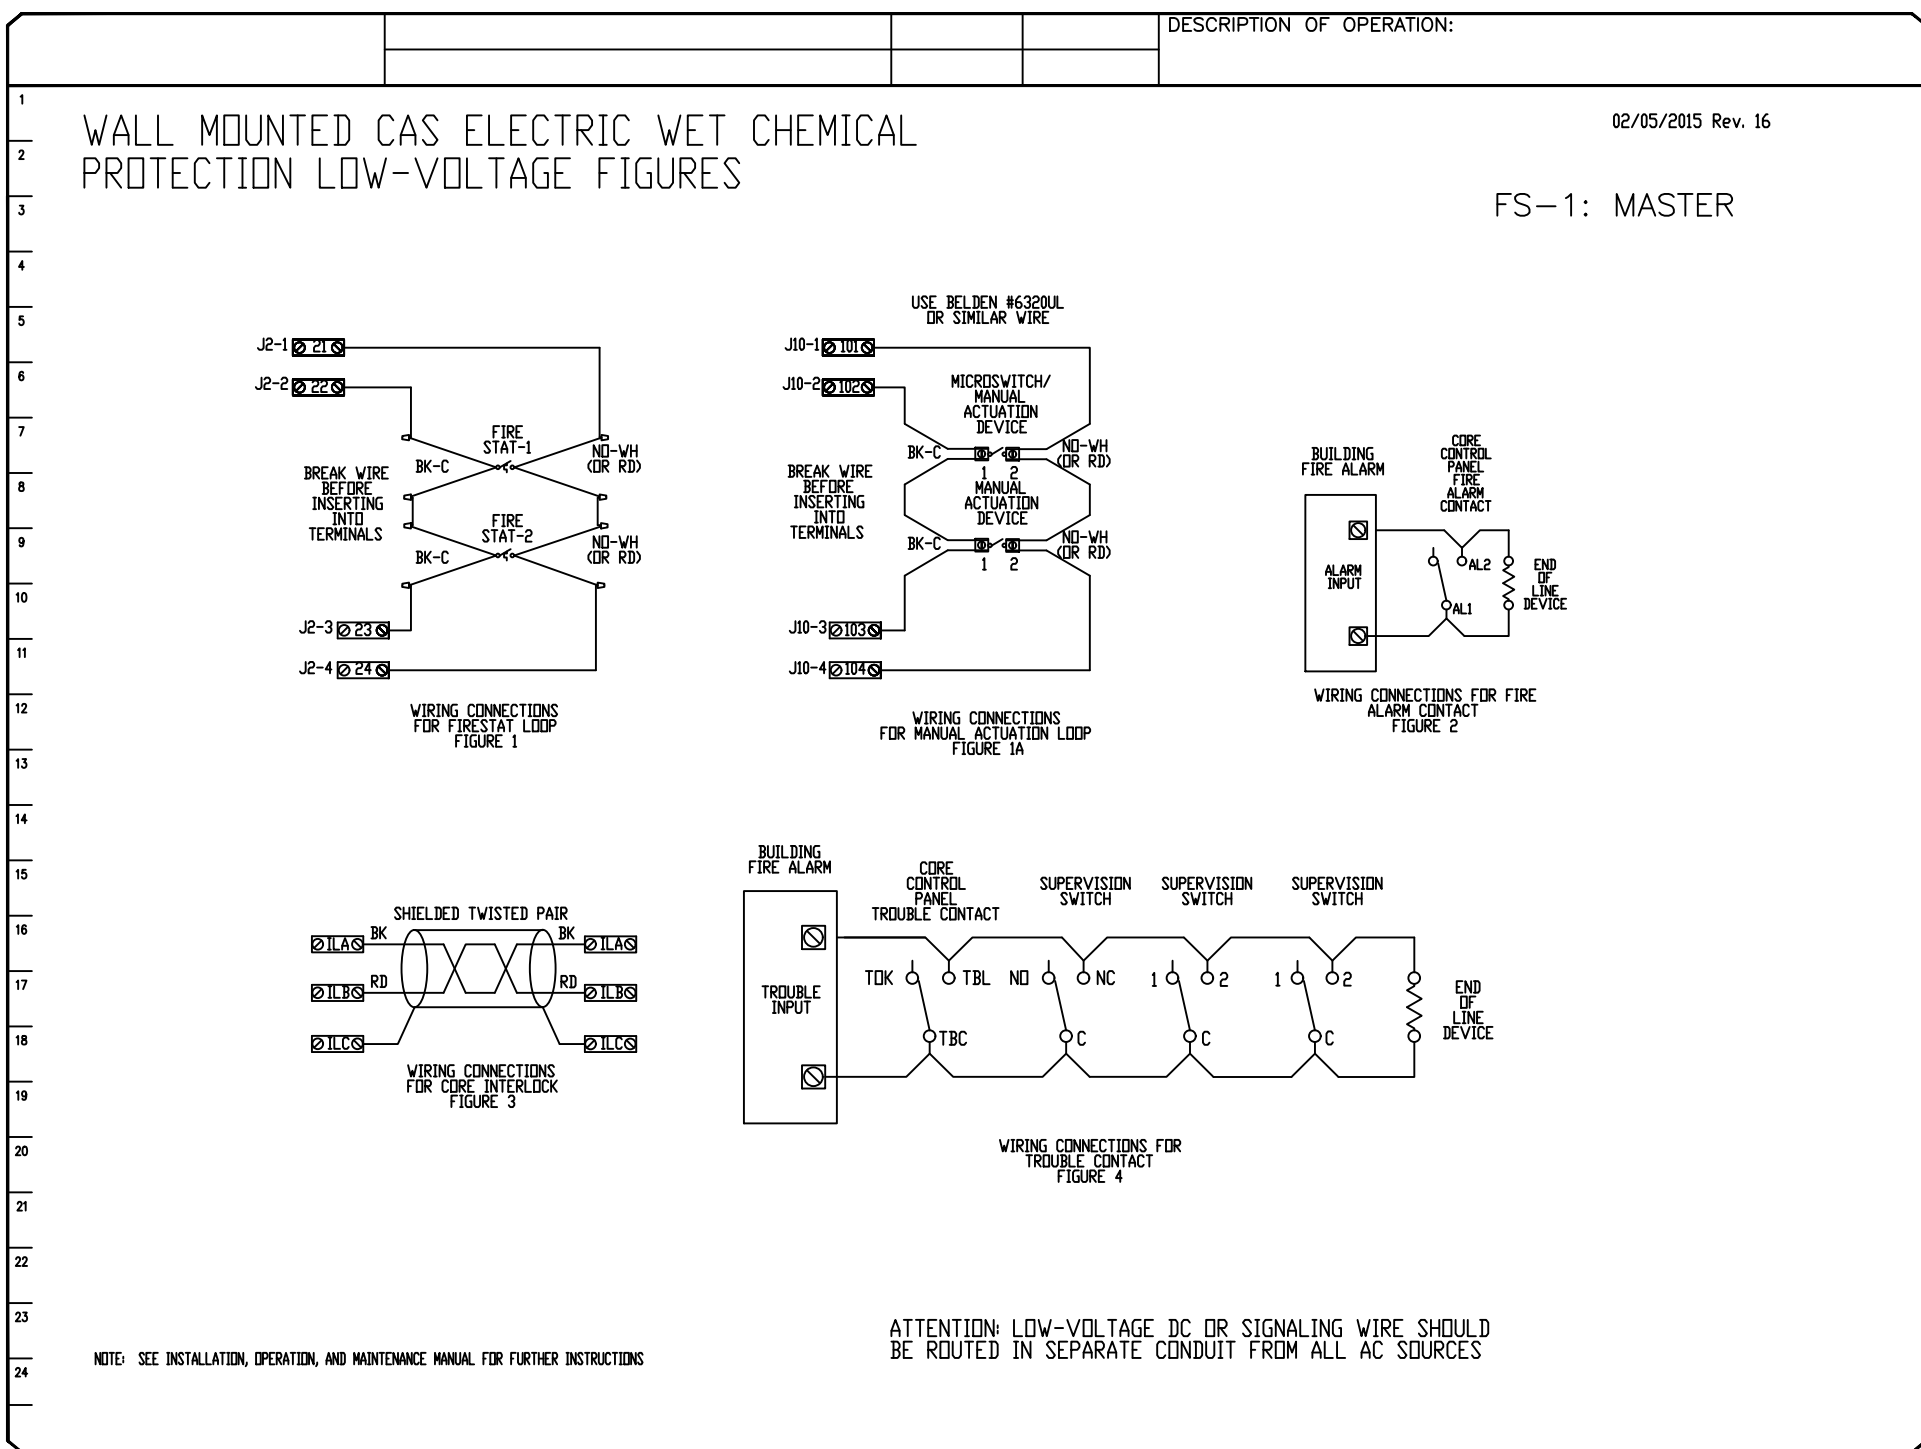 DESCRIPTION OF OPERATION:
WALL MOUNTED CAS ELECTRIC WET CHEMICAL
PROTECTION LOW-VOLTAGE FIGURES
02/05/2015 Rev. 16
FS-1: MASTER
1
2
3
4
5
6
7
8
9
10
11
12
13
14
15
16
17
18
19
20
21
22
23
24
J2-1 21
J2-2 22
FIRE
STAT-1
BK-C
NO-WH
(OR RD)
BREAK WIRE
BEFORE
INSERTING
INTO
TERMINALS
FIRE
STAT-2
BK-C
NO-WH
(OR RD)
J2-3 23
J2-4 24
WIRING CONNECTIONS
FOR FIRESTAT LOOP
FIGURE 1
USE BELDEN #6320UL
OR SIMILAR WIRE
J10-1 101
J10-2 102
MICROSWITCH/
MANUAL
ACTUATION
DEVICE
BK-C
NO-WH
(OR RD)
1 2
BREAK WIRE
BEFORE
INSERTING
INTO
TERMINALS
MANUAL
ACTUATION
DEVICE
BK-C
NO-WH
(OR RD)
1 2
J10-3 103
J10-4 104
WIRING CONNECTIONS
FOR MANUAL ACTUATION LOOP
FIGURE 1A
BUILDING
FIRE ALARM
CORE
CONTROL
PANEL
FIRE
ALARM
CONTACT
ALARM
INPUT
AL2
AL1
END
OF
LINE
DEVICE
WIRING CONNECTIONS FOR FIRE
ALARM CONTACT
FIGURE 2
SHIELDED TWISTED PAIR
ILA BK BK ILA
ILB RD RD ILB
ILC ILC
WIRING CONNECTIONS
FOR CORE INTERLOCK
FIGURE 3
BUILDING
FIRE ALARM
CORE
CONTROL
PANEL
TROUBLE CONTACT
SUPERVISION
SWITCH
SUPERVISION
SWITCH
SUPERVISION
SWITCH
TROUBLE
INPUT
TOK TBL NO NC 1 2 1 2
TBC C C C
END
OF
LINE
DEVICE
WIRING CONNECTIONS FOR
TROUBLE CONTACT
FIGURE 4
NOTE: SEE INSTALLATION, OPERATION, AND MAINTENANCE MANUAL FOR FURTHER INSTRUCTIONS
ATTENTION: LOW-VOLTAGE DC OR SIGNALING WIRE SHOULD
BE ROUTED IN SEPARATE CONDUIT FROM ALL AC SOURCES